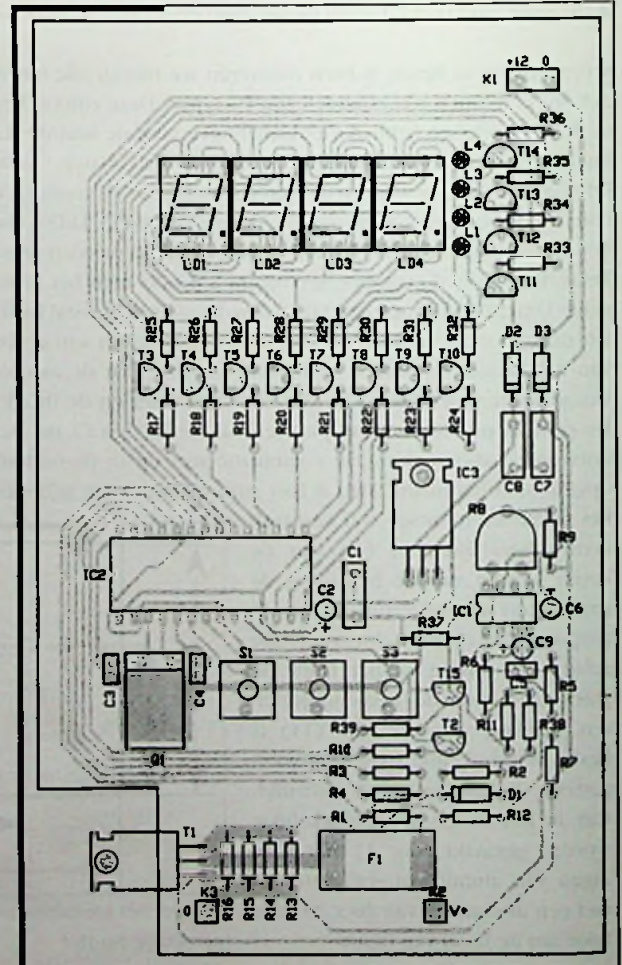 +12 0
K1
R36
T14
L4
R35
L3
T13
L2
R34
L1
T12
R33
T11
LD1 LD2 LD3 LD4
R25 R26 R27 R28 R29 R30 R31 R32
D2 D3
T3 T4 T5 T6 T7 T8 T9 T10
R17 R18 R19 R20 R21 R22 R23 R24
IC3
C8 C7
R8
R9
IC2
C1
C2
+
IC1
+
C6
R37
+
C9
S1 S2 S3
T15
R6
R5
C3
C4
R39
T2
R11
R38
Q1
R10
R3
R2
R7
R4
D1
R1
R12
T1
F1
K3
0
R16 R15 R14 R13
V+